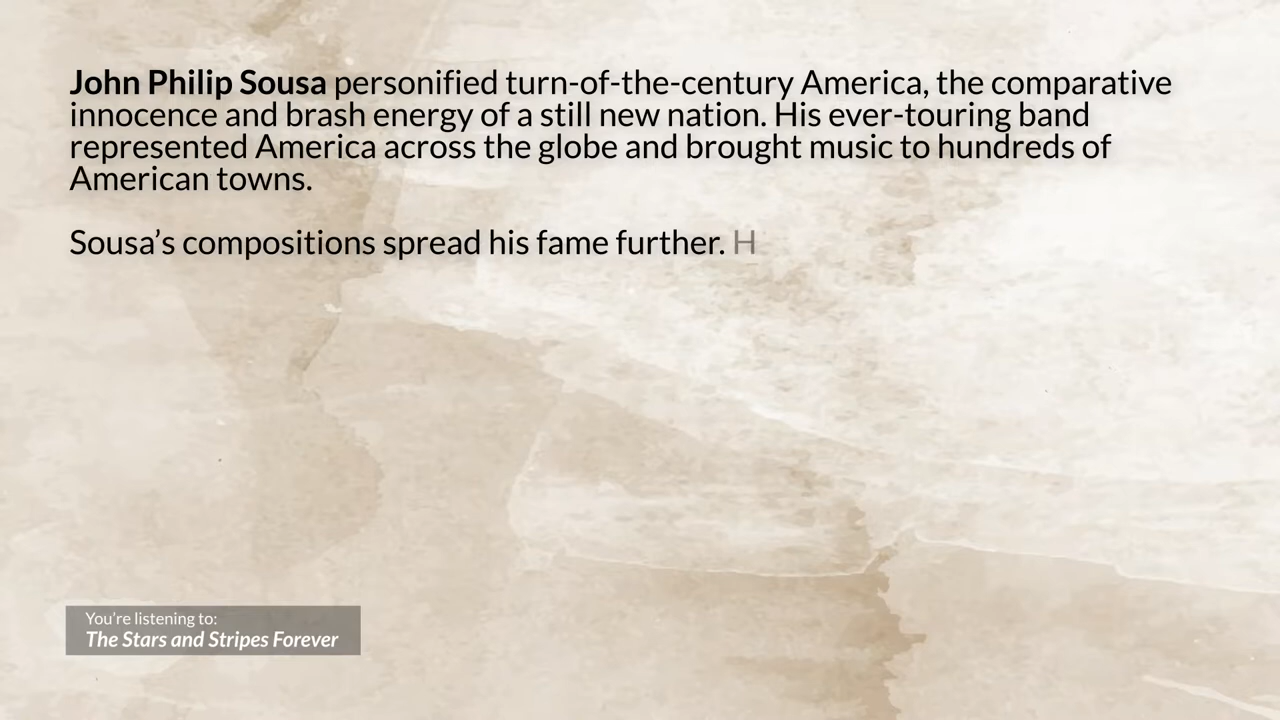 John Philip Sousa personified turn-of-the-century America, the comparative
innocence and brash energy of a still new nation. His ever-touring band
represented America across the globe and brought music to hundreds of
American towns.
Sousa’s compositions spread his fame further. H
You're listening to:
The Stars and Stripes Forever